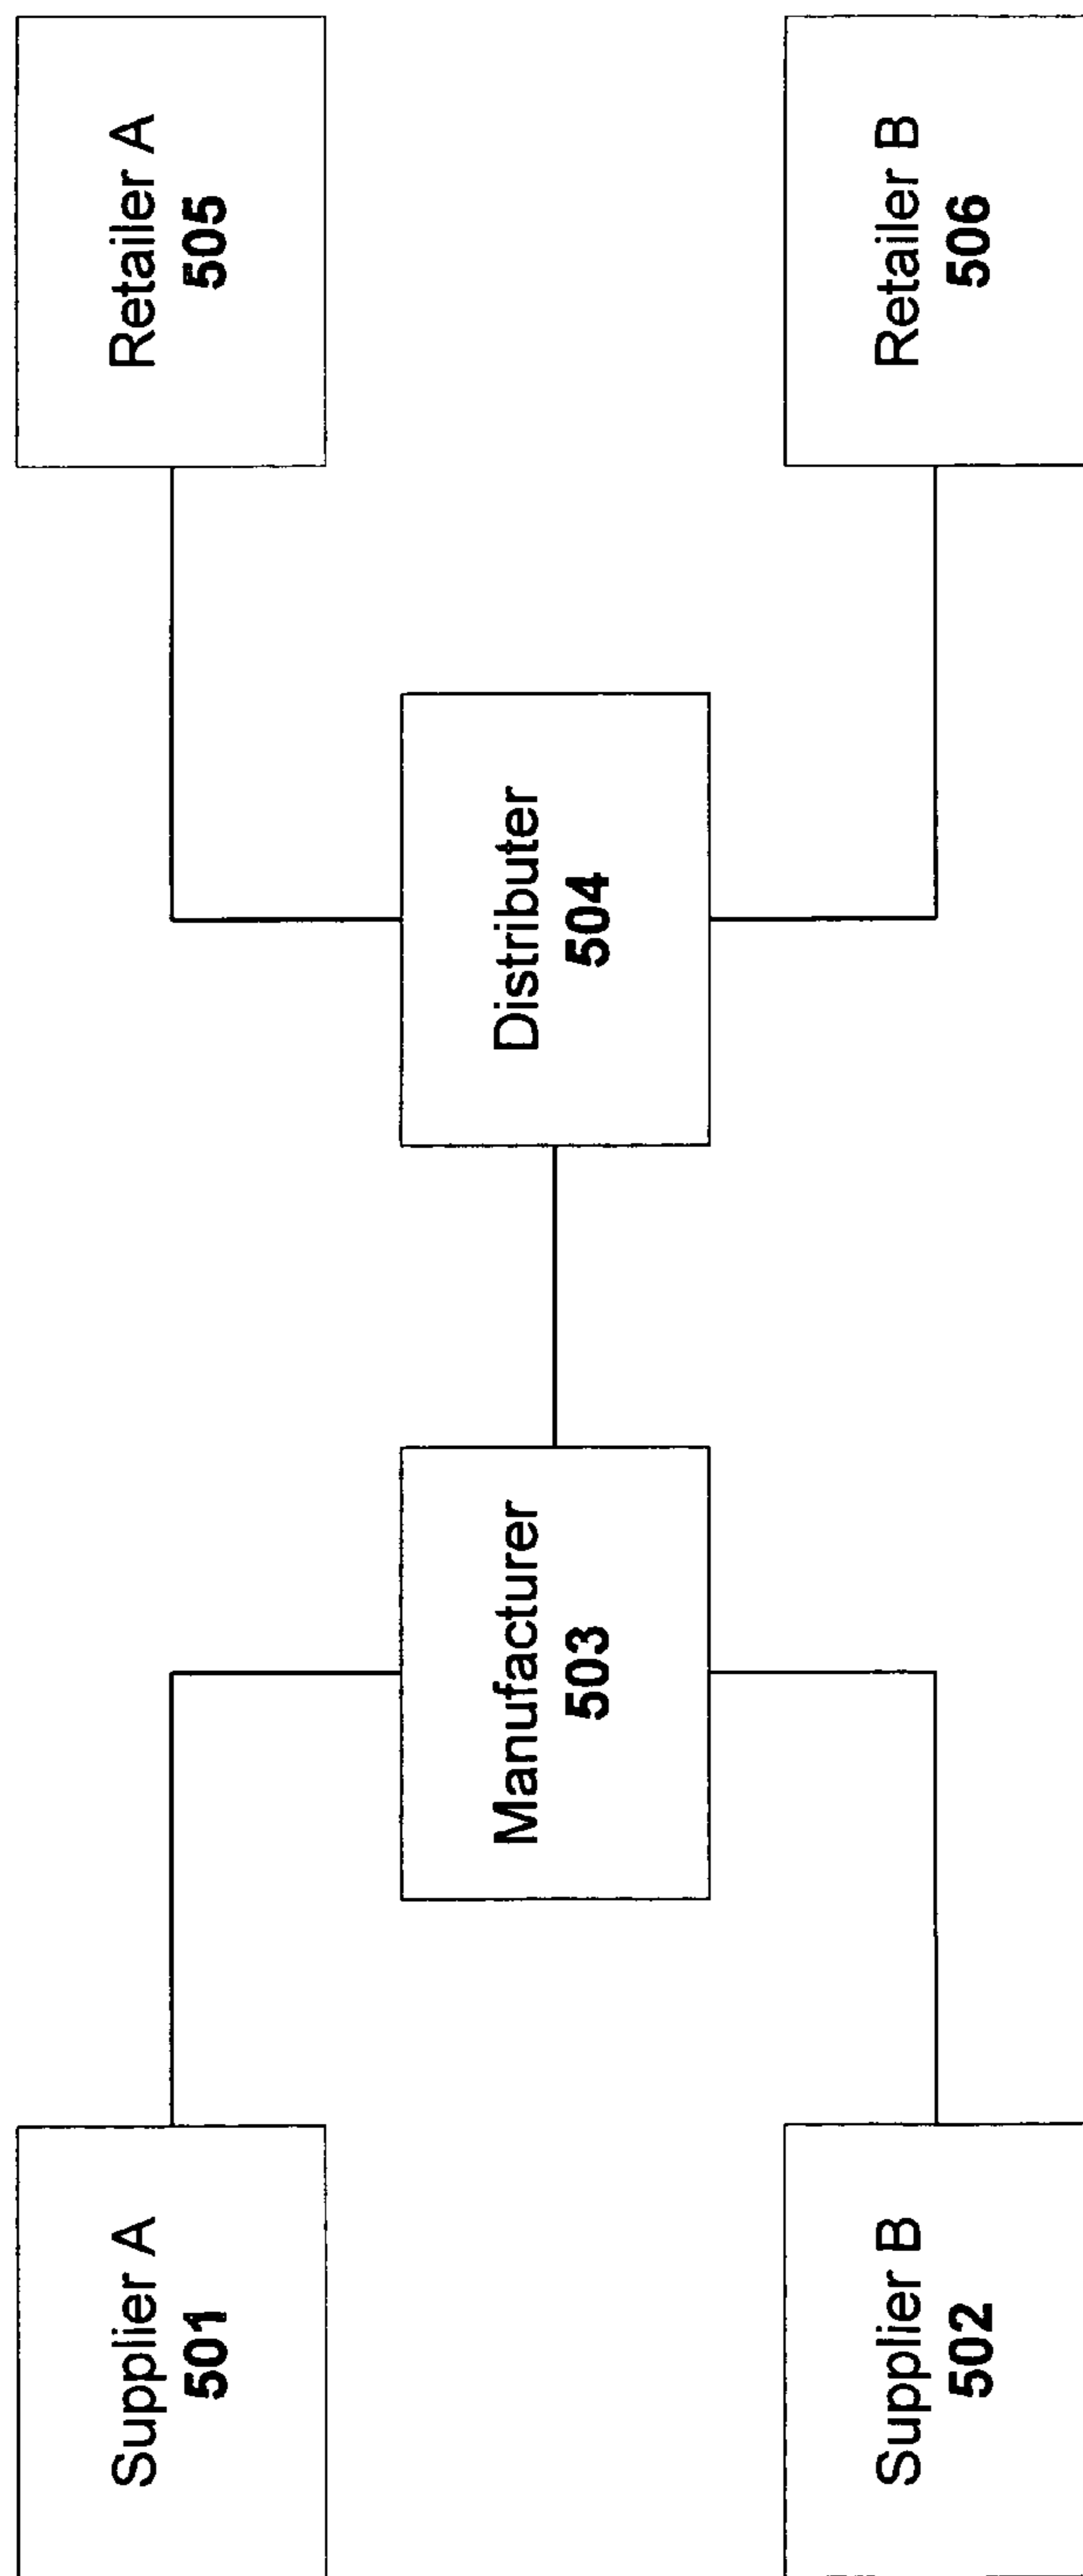 Supplier A
501
Supplier B
502
Manufacturer
503
Distributer
504
Retailer A
505
Retailer B
506